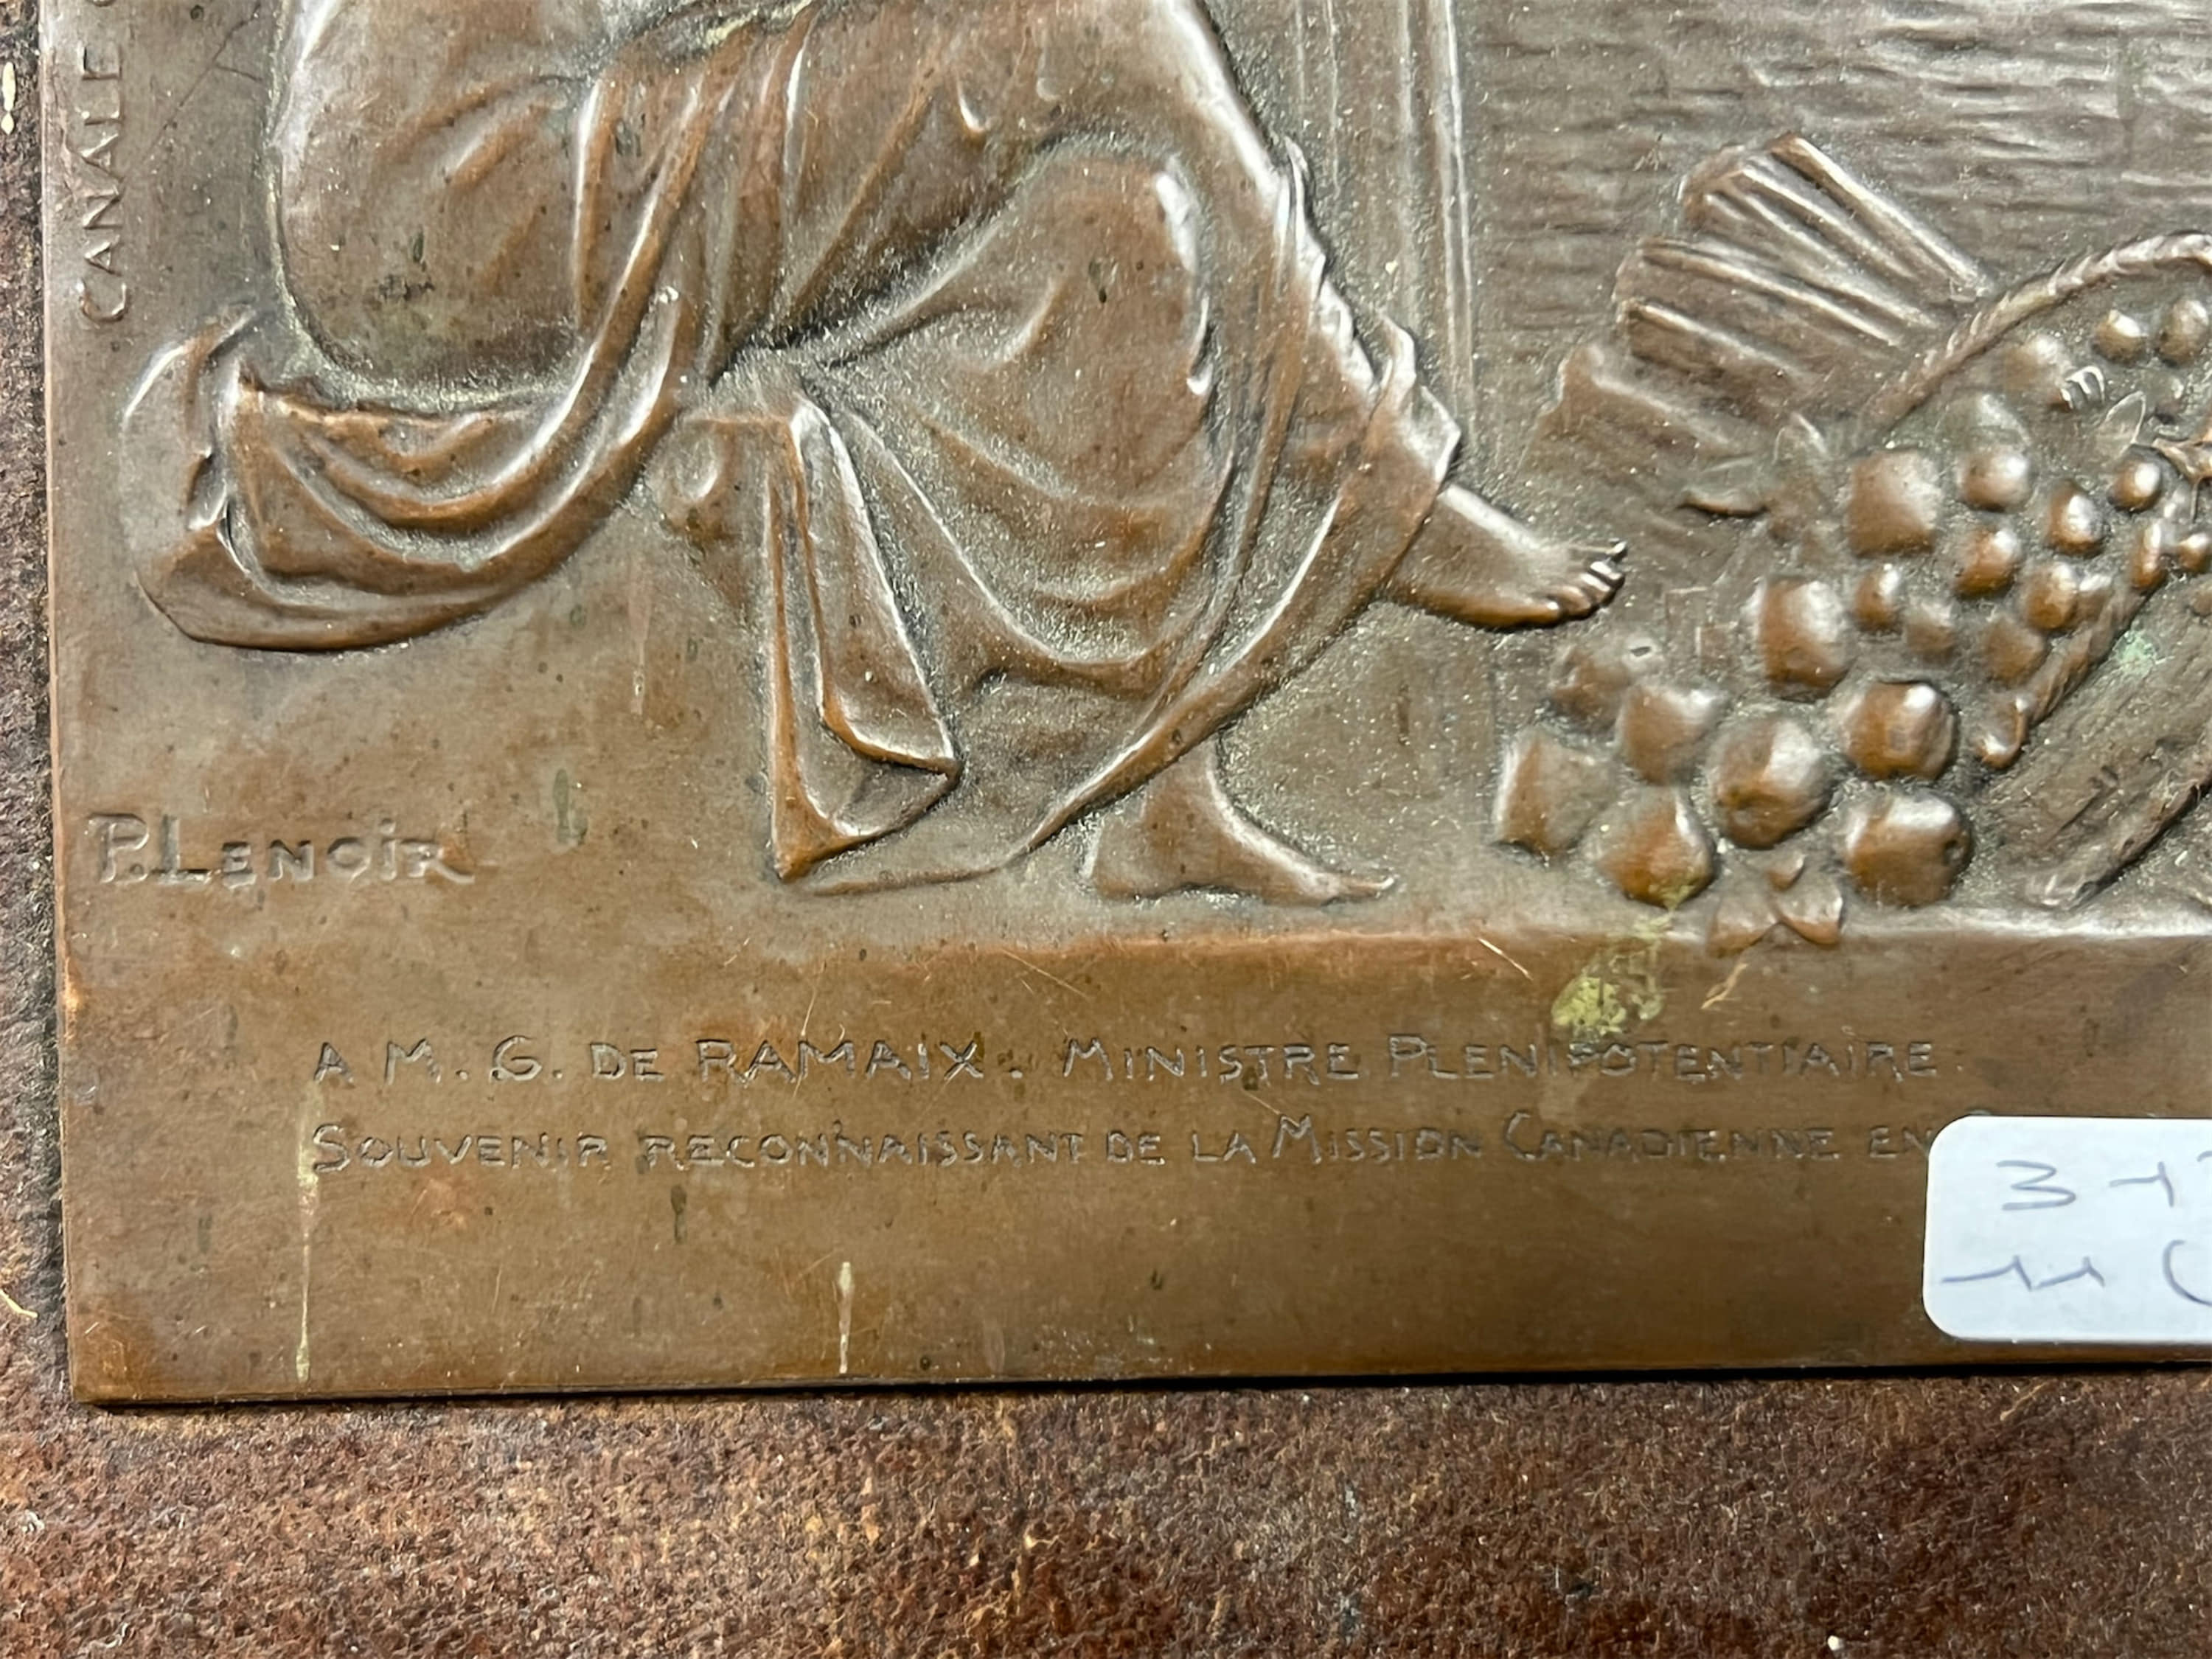 CANALE
P. LENOIR
A M. G. DE RAMAIX. MINISTRE PLENIPOTENTIAIRE.
SOUVENIR RECONNAISSANT DE LA MISSION CANADIENNE EN